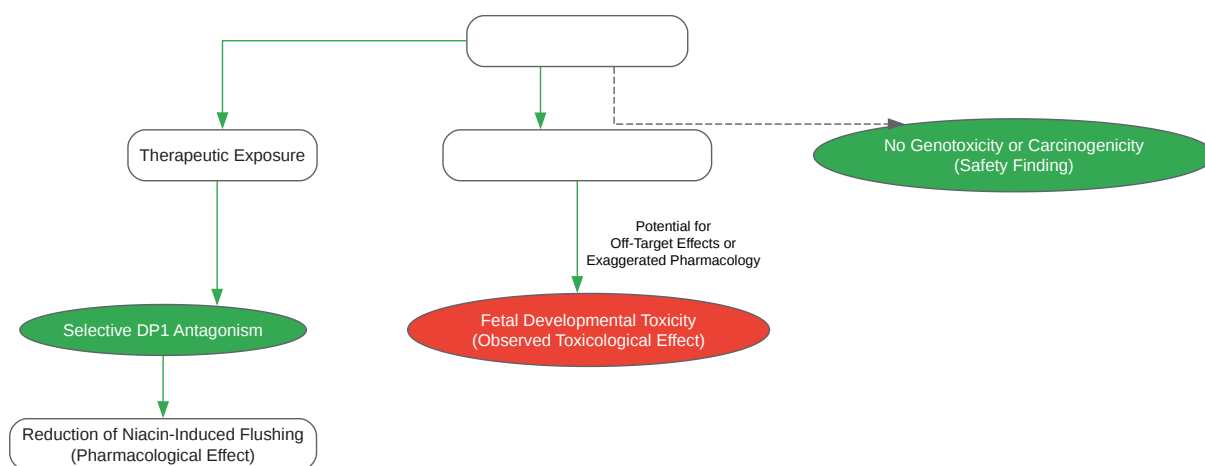 Therapeutic Exposure
No Genotoxicity or Carcinogenicity
(Safety Finding)
Potential for
Off-Target Effects or
Exaggerated Pharmacology
Selective DP1 Antagonism
Fetal Developmental Toxicity
(Observed Toxicological Effect)
Reduction of Niacin-Induced Flushing
(Pharmacological Effect)